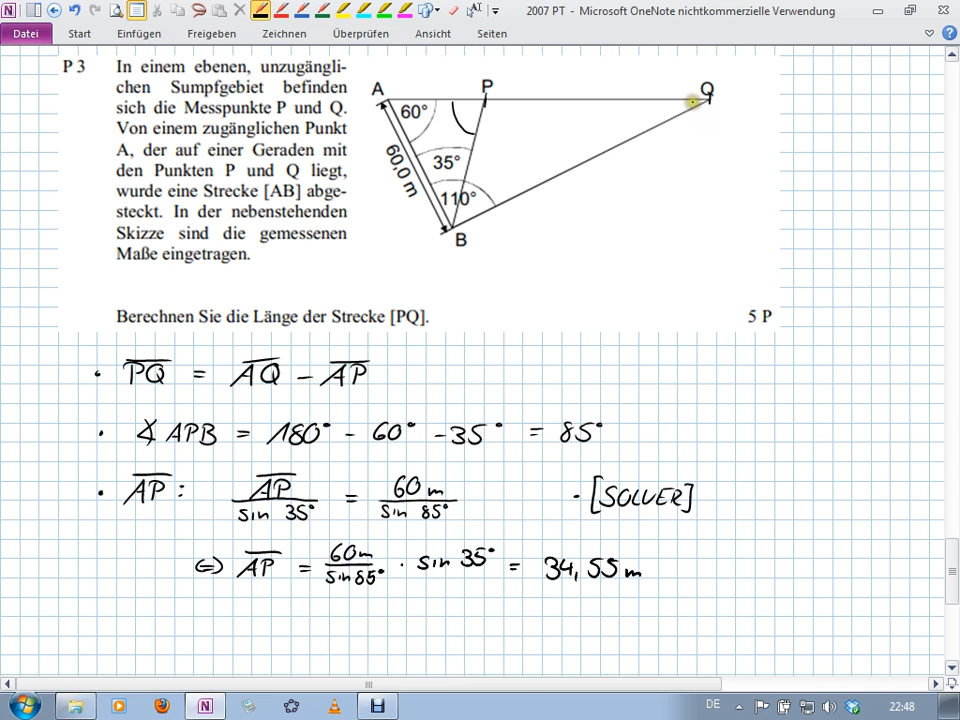 2007 PT - Microsoft OneNote nichtkommerzielle Verwendung
Datei Start Einfügen Freigeben Zeichnen Überprüfen Ansicht Seiten
P 3 In einem ebenen, unzugängli-
chen Sumpfgebiet befinden
sich die Messpunkte P und Q.
Von einem zugänglichen Punkt
A, der auf einer Geraden mit
den Punkten P und Q liegt,
wurde eine Strecke [AB] abge-
steckt. In der nebenstehenden
Skizze sind die gemessenen
Maße eingetragen.
A P Q
60°
35°
60,0 m
110°
B
Berechnen Sie die Länge der Strecke [PQ]. 5 P
• PQ = AQ - AP
• ∢ APB = 180° - 60° - 35° = 85°
• AP : AP / sin 35° = 60 m / sin 85° · [SOLVER]
⇔ AP = 60m / sin 85° · sin 35° = 34,55 m
DE 22:48